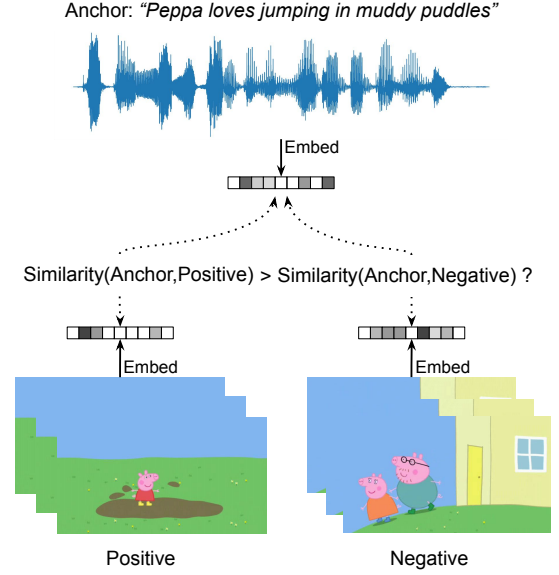 Anchor: “Peppa loves jumping in muddy puddles”
Embed
Similarity(Anchor,Positive) > Similarity(Anchor,Negative) ?
Embed
Embed
Positive
Negative